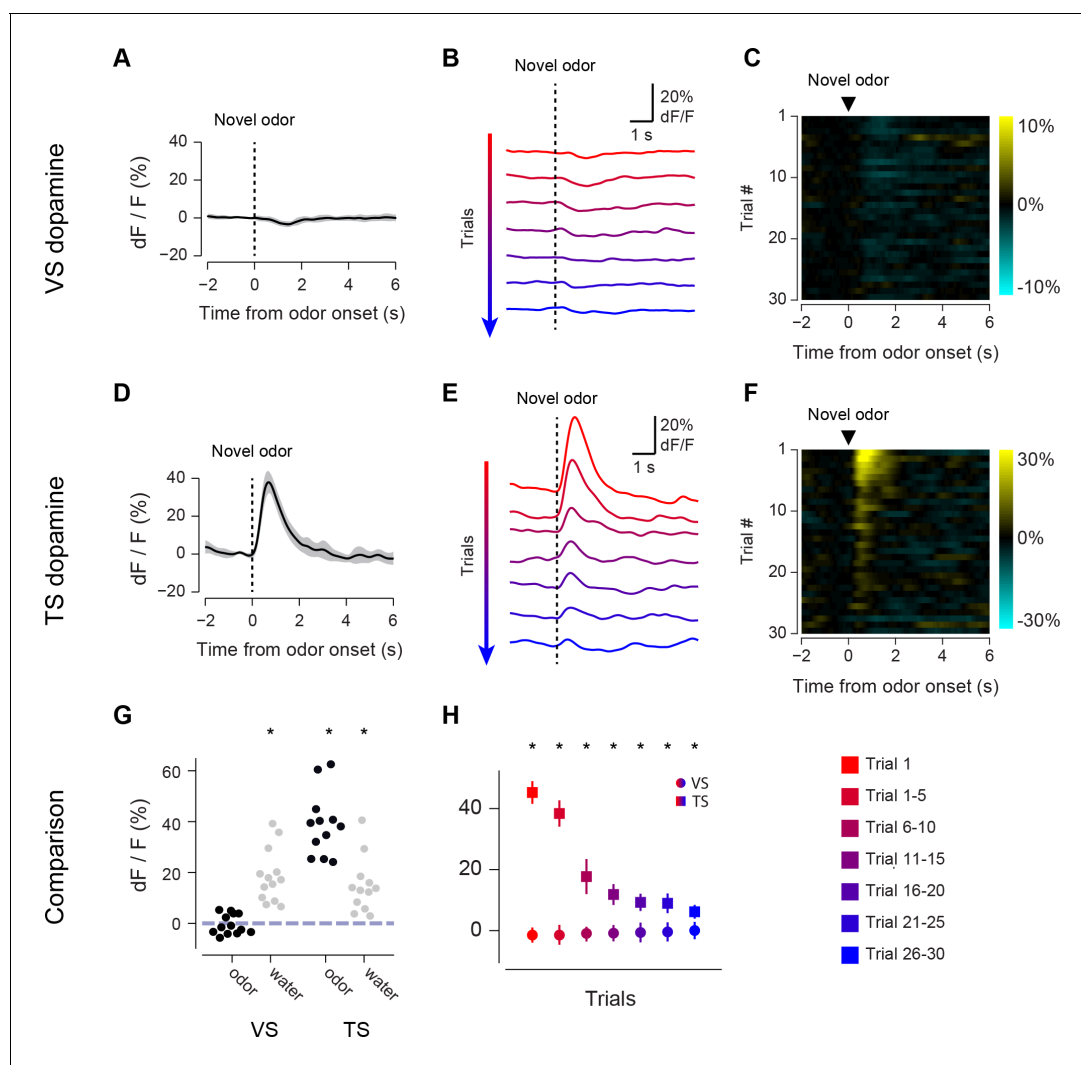 A
B
C
Novel odor
20%
dF/F
1 s
Novel odor
1
10%
VS dopamine
dF / F (%)
40
20
0
−20
Novel odor
Trials
Trial #
10
20
30
0%
-10%
−2 0 2 4 6
Time from odor onset (s)
−2 0 2 4 6
Time from odor onset (s)
D
E
F
Novel odor
20%
dF/F
1 s
Novel odor
1
30%
TS dopamine
dF / F (%)
Novel odor
40
20
0
−20
Trials
Trial #
10
20
30
0%
-30%
−2 0 2 4 6
Time from odor onset (s)
−2 0 2 4 6
Time from odor onset (s)
G
H
* * *
* * * * * * *
Comparison
dF / F (%)
60
40
20
0
odor
water
odor
water
VS
TS
40
20
0
VS
TS
Trials
Trial 1
Trial 1-5
Trial 6-10
Trial 11-15
Trial 16-20
Trial 21-25
Trial 26-30